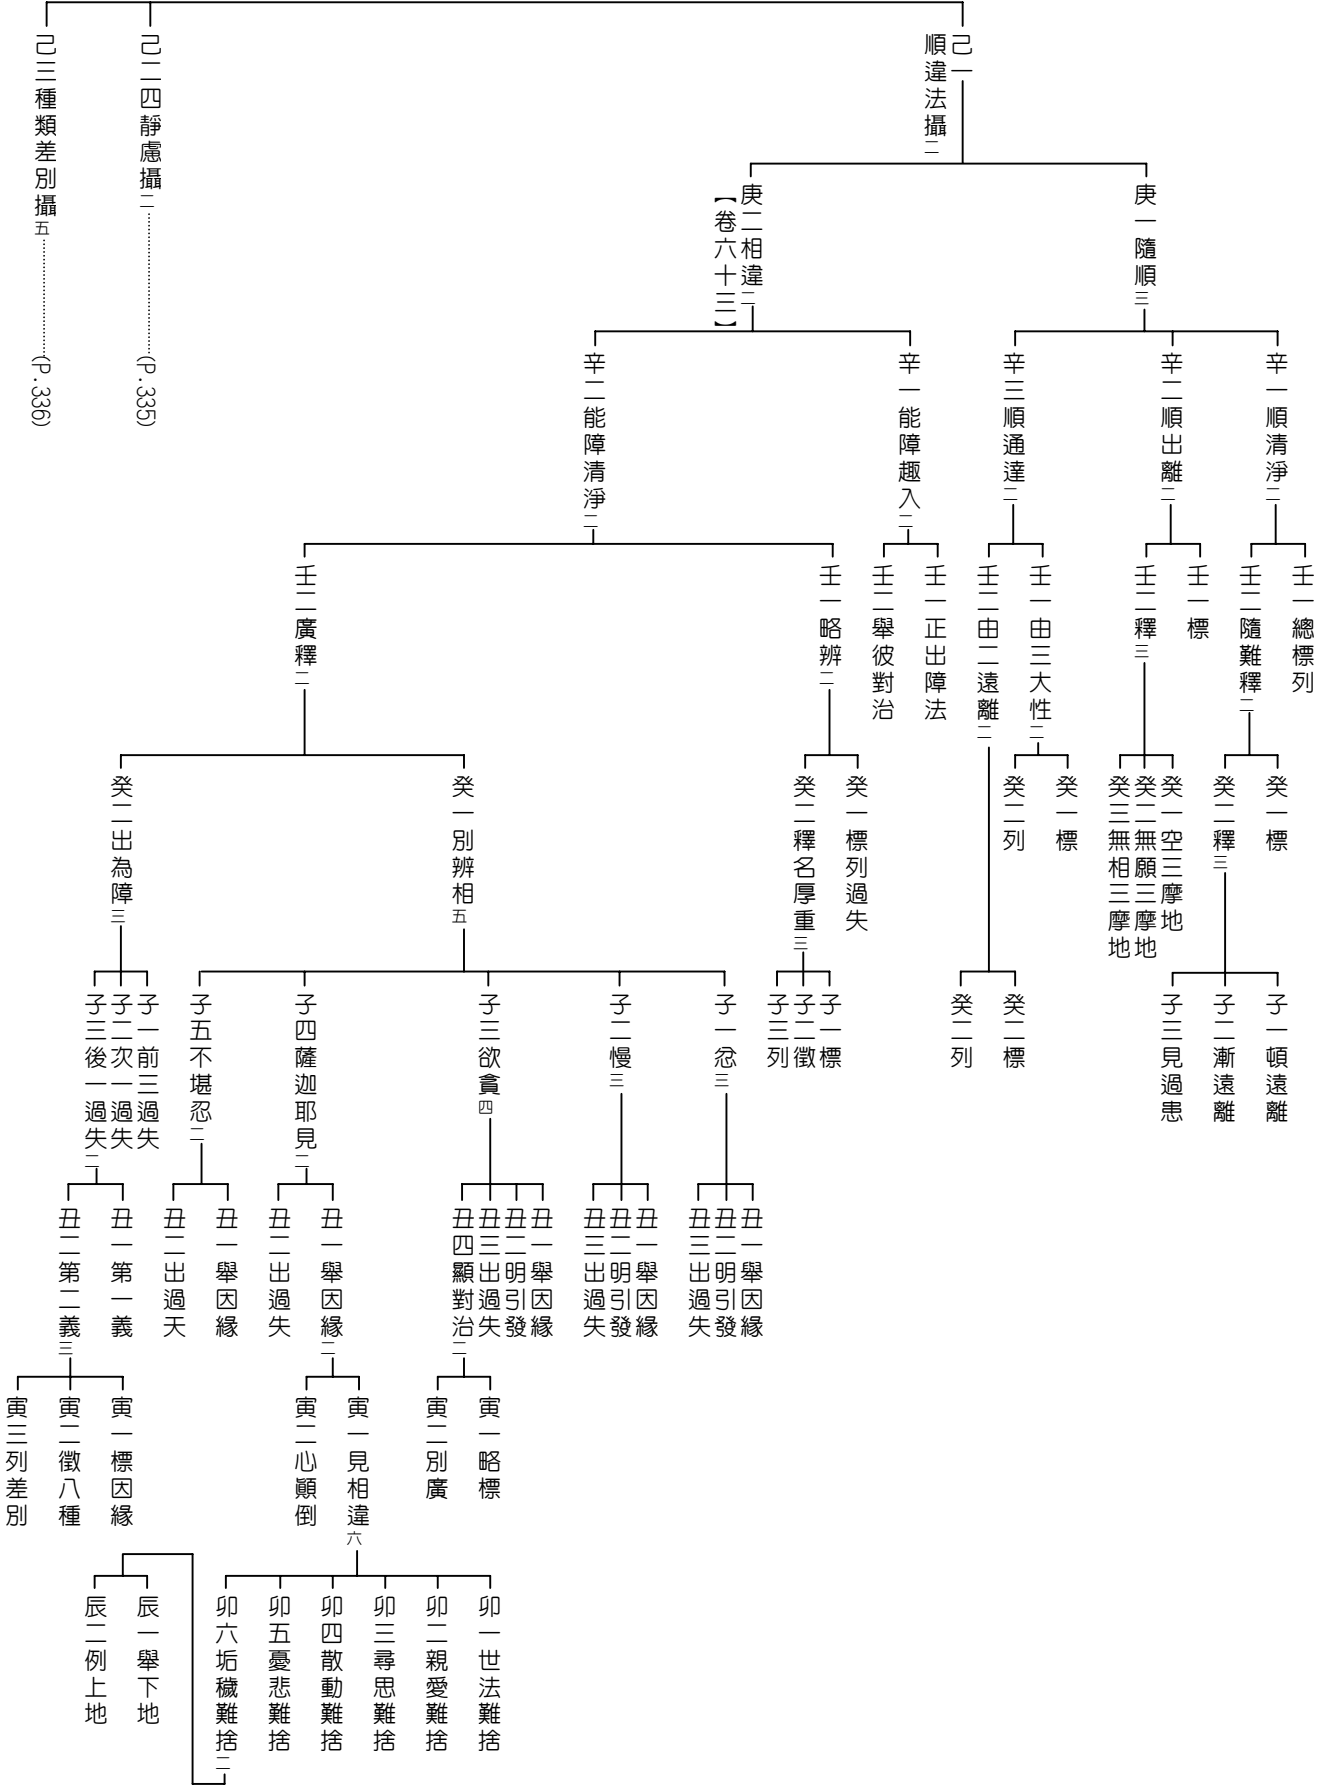 己一
順違法攝二
庚一隨順三
辛一順清淨二
壬一總標列
壬二隨難釋二
癸一標
癸二釋三
子一頓遠離
子二漸遠離
子三見過患
辛二順出離二
壬一標
壬二釋三
癸一空三摩地
癸二無願三摩地
癸三無相三摩地
辛三順通達二
壬一由三大性二
癸一標
癸二列
壬二由二遠離二
癸二標
癸二列
庚二相違二
【卷六十三】
辛一能障趣入二
壬一正出障法
壬二舉彼對治
辛二能障清淨二
壬一略辨二
癸一標列過失
癸二釋名厚重三
子一標
子二徵
子三列
壬二廣釋二
癸一別辨相五
子一忿三
丑一舉因緣
丑二明引發
丑三出過失
子二慢三
丑一舉因緣
丑二明引發
丑三出過失
子三欲貪四
丑一舉因緣
丑二明引發
丑三出過失
丑四顯對治二
寅一略標
寅二別廣
子四薩迦耶見二
丑一舉因緣二
寅一見相違六
卯一世法難捨
卯二親愛難捨
卯三尋思難捨
卯四散動難捨
卯五憂悲難捨
卯六垢穢難捨二
辰一舉下地
辰二例上地
寅二心顚倒
丑二出過失
子五不堪忍二
丑一舉因緣
丑二出過天
癸二出為障三
子一前三過失
子二次一過失
子三後一過失二
丑一第一義
丑二第二義三
寅一標因緣
寅二徵八種
寅三列差別
己二四靜慮攝二…………(P.335)
己三種類差別攝五…………(P.336)